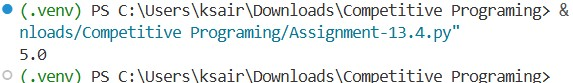 (.venv) PS C:\Users\ksair\Downloads\Competitive Programing> &
nloads/Competitive Programing/Assignment-13.4.py"
5.0
(.venv) PS C:\Users\ksair\Downloads\Competitive Programing>